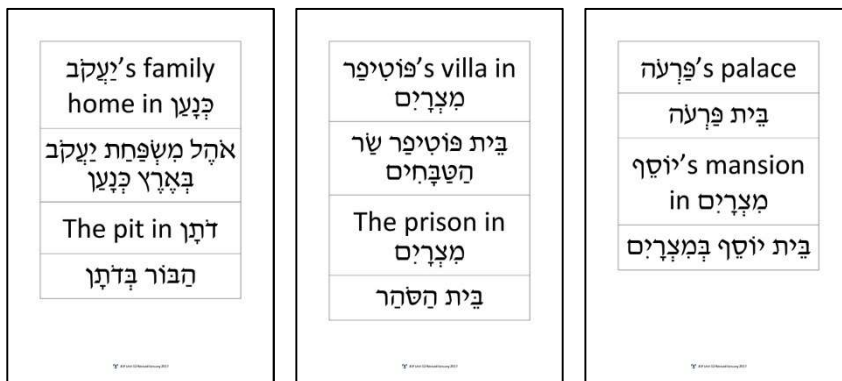 יַעֲקֹב's family
home in כְּנָעַן
אֹהֶל מִשְׁפַּחַת יַעֲקֹב
בְּאֶרֶץ כְּנָעַן
The pit in דֹתָן
הַבּוֹר בְּדֹתָן
פּוֹטִיפַר's villa in
מִצְרָיִם
בֵּית פּוֹטִיפַר שַׂר
הַטַּבָּחִים
The prison in
מִצְרָיִם
בֵּית הַסֹּהַר
פַּרְעֹה's palace
בֵּית פַּרְעֹה
יוֹסֵף's mansion
in מִצְרָיִם
בֵּית יוֹסֵף בְּמִצְרָיִם